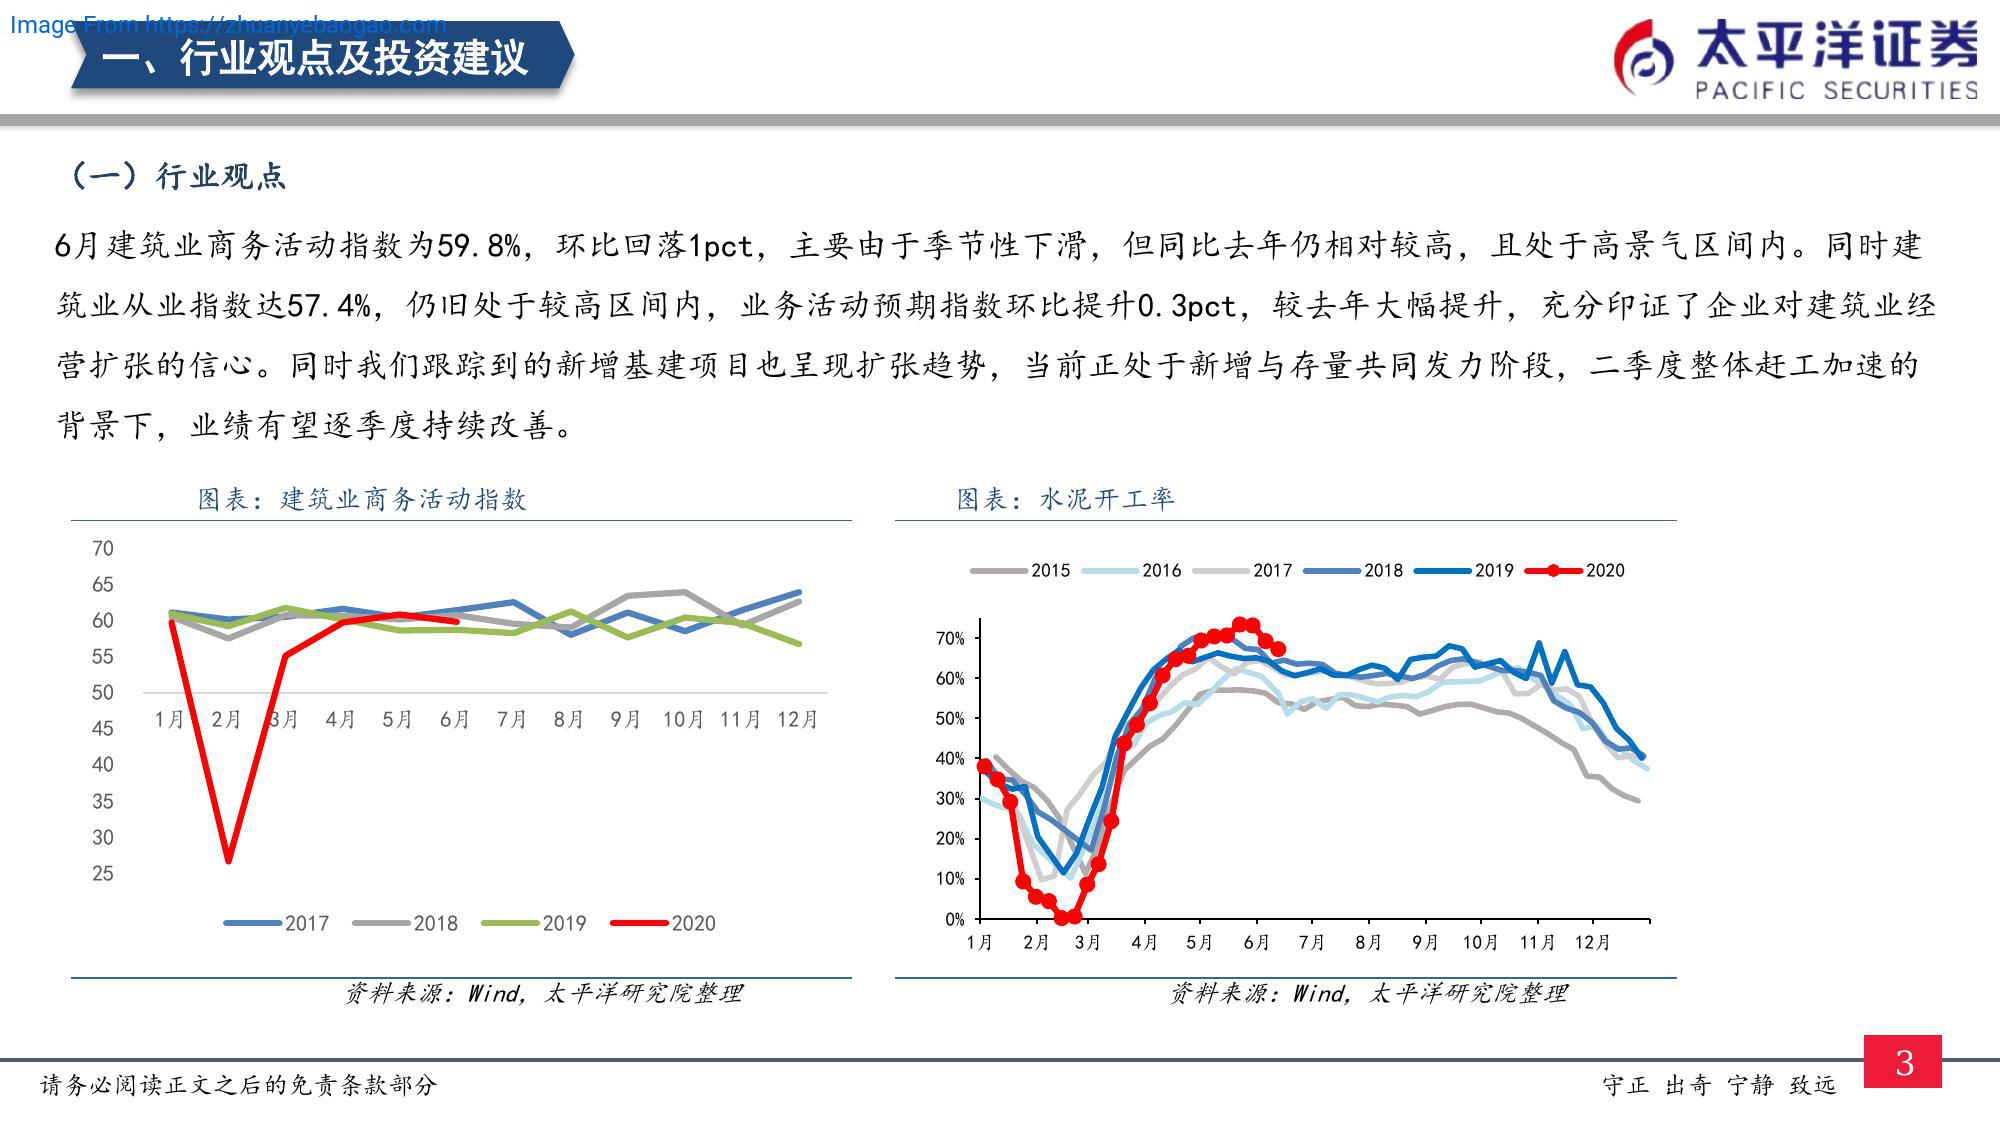 Image From https://zhuanyebaogao.com
一、行业观点及投资建议
太平洋证券
PACIFIC SECURITIES
（一）行业观点
6月建筑业商务活动指数为59.8%，环比回落1pct，主要由于季节性下滑，但同比去年仍相对较高，且处于高景气区间内。同时建
筑业从业指数达57.4%，仍旧处于较高区间内，业务活动预期指数环比提升0.3pct，较去年大幅提升，充分印证了企业对建筑业经
营扩张的信心。同时我们跟踪到的新增基建项目也呈现扩张趋势，当前正处于新增与存量共同发力阶段，二季度整体赶工加速的
背景下，业绩有望逐季度持续改善。
图表：建筑业商务活动指数
70
65
60
55
50
45
40
35
30
25
1月 2月 3月 4月 5月 6月 7月 8月 9月 10月 11月 12月
2017 2018 2019 2020
资料来源：Wind，太平洋研究院整理
图表：水泥开工率
2015 2016 2017 2018 2019 2020
70%
60%
50%
40%
30%
20%
10%
0%
1月 2月 3月 4月 5月 6月 7月 8月 9月 10月 11月 12月
资料来源：Wind，太平洋研究院整理
请务必阅读正文之后的免责条款部分
守正 出奇 宁静 致远
3